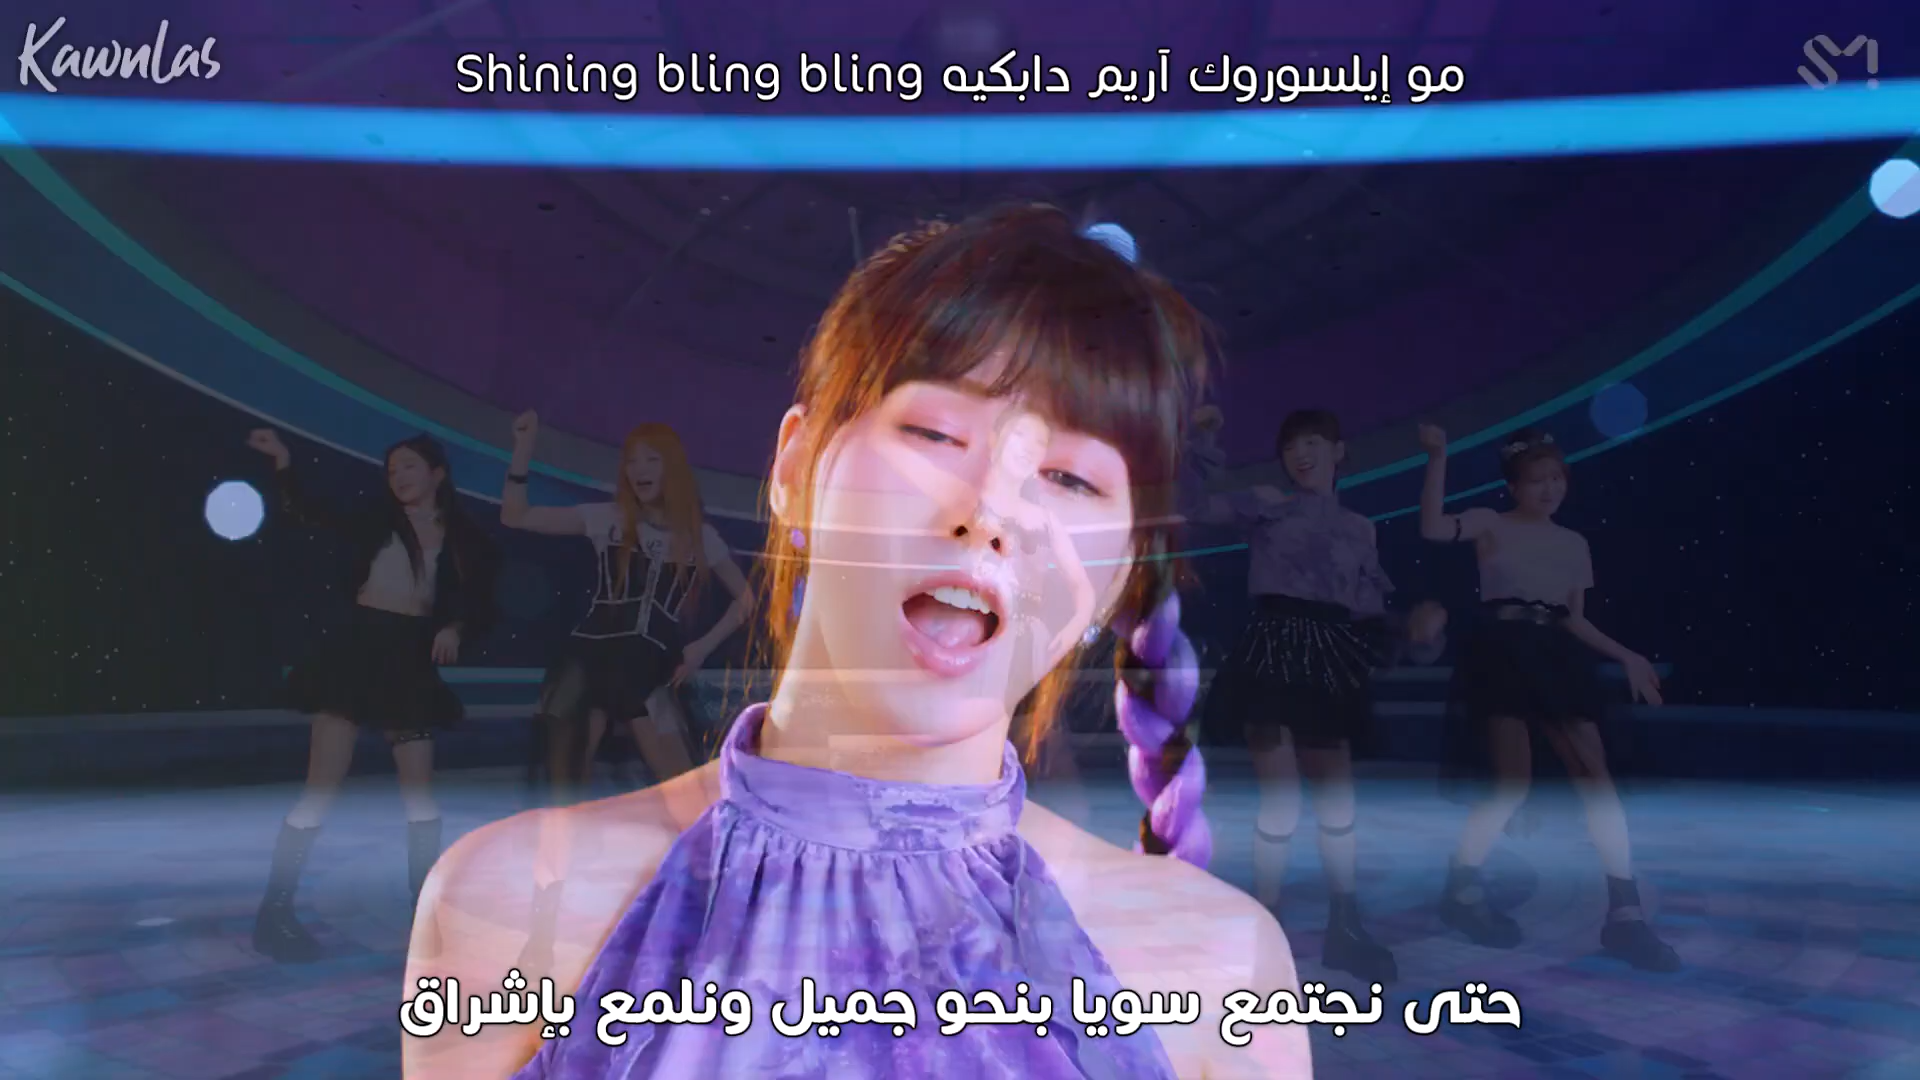 Kawnlas
SM!
مو إيلسوروك آريم دابكيه Shining bling bling
حتى نجتمع سويا بنحو جميل ونلمع بإشراق